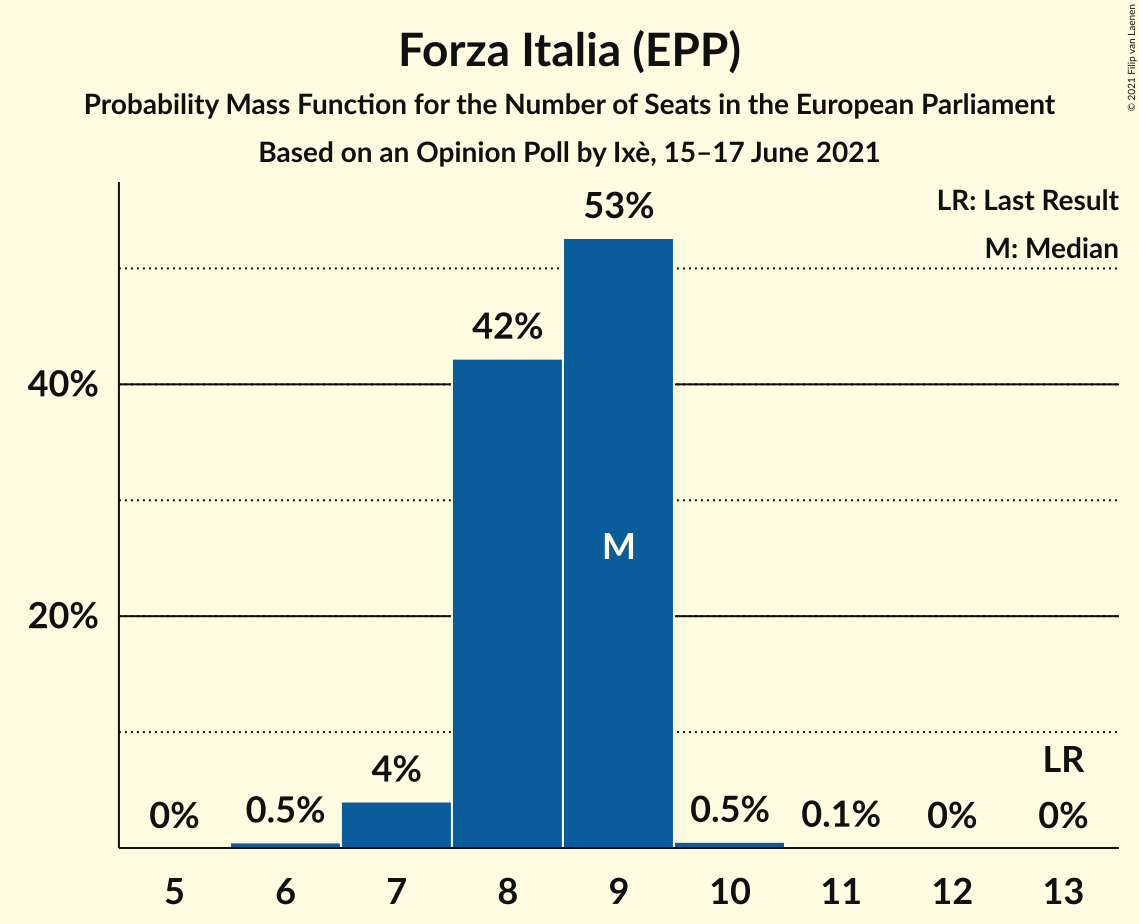 Forza Italia (EPP)
Probability Mass Function for the Number of Seats in the European Parliament
Based on an Opinion Poll by Ixè, 15–17 June 2021
© 2021 Filip van Laenen
LR: Last Result
M: Median
53%
42%
40%
M
20%
LR
4%
0%
0.5%
0.5%
0.1%
0%
0%
5 6 7 8 9 10 11 12 13